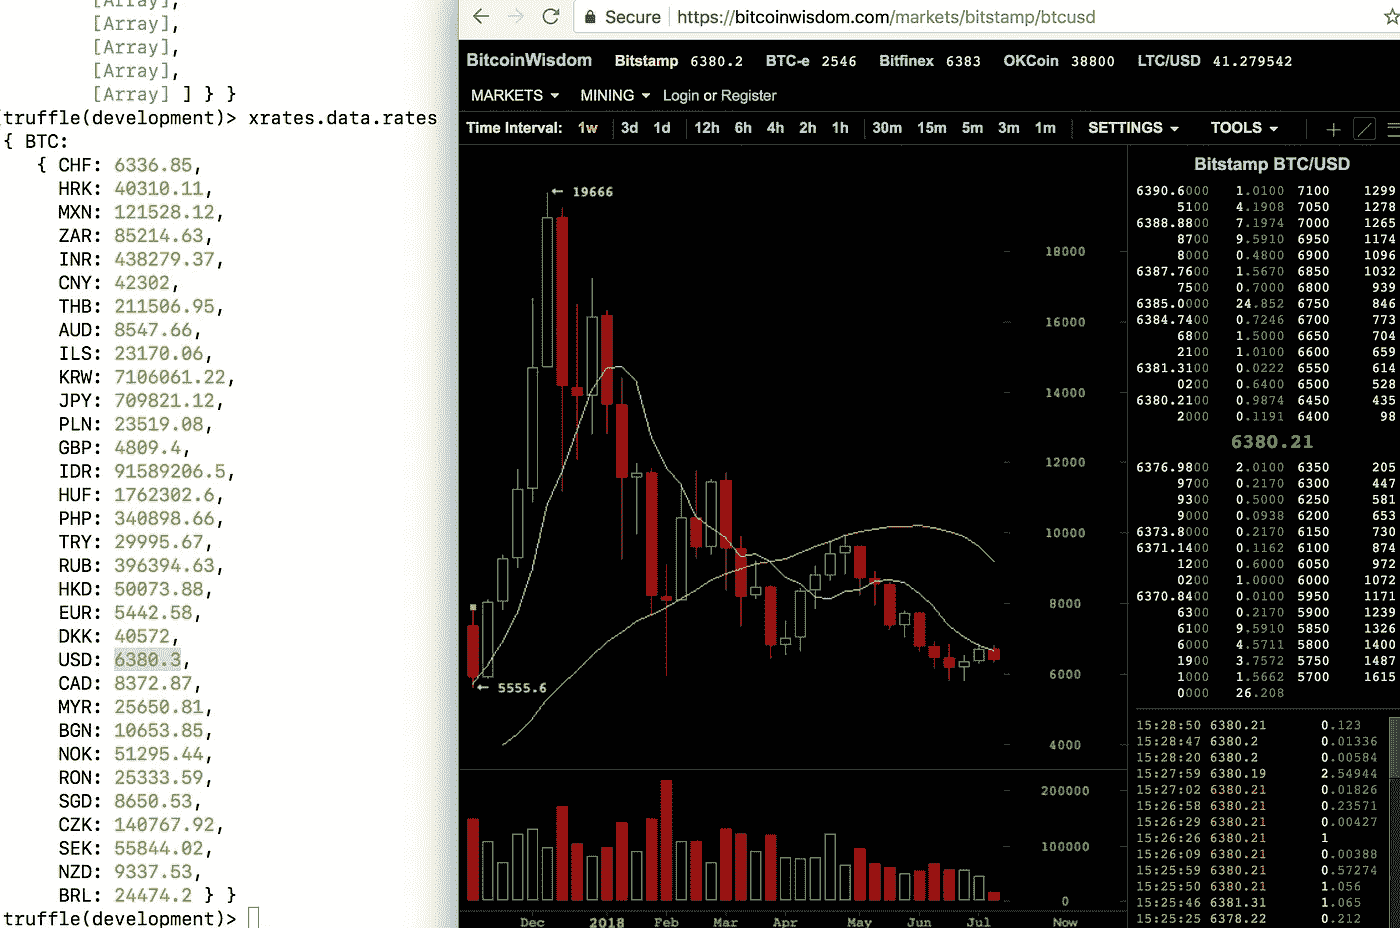 [Array],
[Array],
[Array],
[Array],
[Array] ] } }
truffle(development)> xrates.data.rates
{ BTC:
{ CHF: 6336.85,
HRK: 40310.11,
MXN: 121528.12,
ZAR: 85214.63,
INR: 438279.37,
CNY: 42302,
THB: 211506.95,
AUD: 8547.66,
ILS: 23170.06,
KRW: 7106061.22,
JPY: 709821.12,
PLN: 23519.08,
GBP: 4809.4,
IDR: 91589206.5,
HUF: 1762302.6,
PHP: 340898.66,
TRY: 29995.67,
RUB: 396394.63,
HKD: 50073.88,
EUR: 5442.58,
DKK: 40572,
USD: 6380.3,
CAD: 8372.87,
MYR: 25650.81,
BGN: 10653.85,
NOK: 51295.44,
RON: 25333.59,
SGD: 8650.53,
CZK: 140767.92,
SEK: 55844.02,
NZD: 9337.53,
BRL: 24474.2 } }
truffle(development)>
Secure https://bitcoinwisdom.com/markets/bitstamp/btcusd
BitcoinWisdom Bitstamp 6380.2 BTC-e 2546 Bitfinex 6383 OKCoin 38800 LTC/USD 41.279542
MARKETS MINING Login or Register
Time Interval: 1w 3d 1d 12h 6h 4h 2h 1h 30m 15m 5m 3m 1m SETTINGS TOOLS
19666
5555.6
18000
16000
14000
12000
10000
8000
6000
4000
200000
100000
0
Dec 2018 Feb Mar Apr May Jun Jul Now
Bitstamp BTC/USD
6390.6000 1.0100 7100 1299
5100 4.1908 7050 1278
6388.8800 7.1974 7000 1265
8700 9.5910 6950 1174
8000 0.4800 6900 1096
6387.7600 1.5670 6850 1032
7500 0.7000 6800 939
6385.0000 24.852 6750 846
6384.7400 0.7246 6700 773
6800 1.5000 6650 704
2100 1.0100 6600 659
6381.3100 0.0222 6550 614
0200 0.6400 6500 528
6380.2100 0.9874 6450 435
2000 0.1191 6400 98
6380.21
6376.9800 2.0100 6350 205
9700 0.2170 6300 447
9300 0.5000 6250 581
9000 0.0938 6200 653
6373.8000 0.2170 6150 730
6371.1400 0.1162 6100 874
1200 0.6000 6050 972
0200 1.0000 6000 1072
6370.8400 0.0100 5950 1171
6300 0.2170 5900 1239
6100 9.5910 5850 1326
6000 4.5711 5800 1400
1900 3.7572 5750 1487
1000 1.5662 5700 1615
0000 26.208
15:28:50 6380.21 0.123
15:28:47 6380.2 0.01336
15:28:20 6380.2 0.00584
15:27:59 6380.19 2.54944
15:27:02 6380.21 0.01826
15:26:58 6380.21 0.23571
15:26:29 6380.21 0.00427
15:26:26 6380.21 1
15:26:09 6380.21 0.00388
15:25:59 6380.21 0.57274
15:25:50 6380.21 1.056
15:25:46 6381.31 1.065
15:25:25 6378.22 0.212